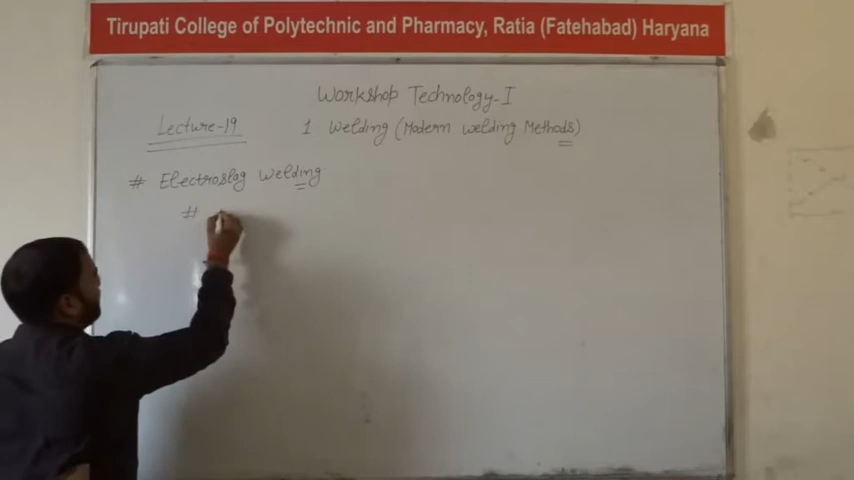 Tirupati College of Polytechnic and Pharmacy, Ratia (Fatehabad) Haryana
Workshop Technology-I
Lecture-19
1 Welding (Modern welding Methods)
# Electroslag Welding
#